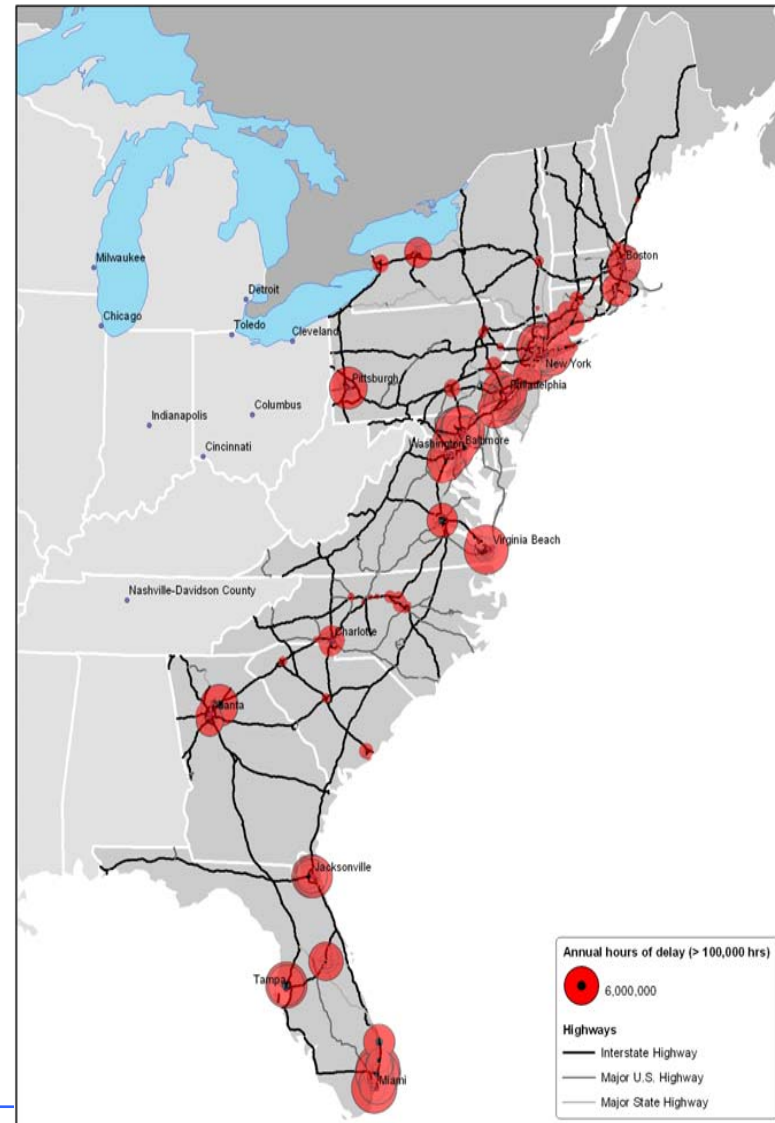 Boston
Milwaukee
Detroit
Chicago
Toledo
Cleveland
New York
Pittsburgh
Philadelphia
Columbus
Indianapolis
Washington
Baltimore
Cincinnati
Virginia Beach
Nashville-Davidson County
Charlotte
Atlanta
Jacksonville
Tampa
Miami
Annual hours of delay (> 100,000 hrs)
6,000,000
Highways
Interstate Highway
Major U.S. Highway
Major State Highway